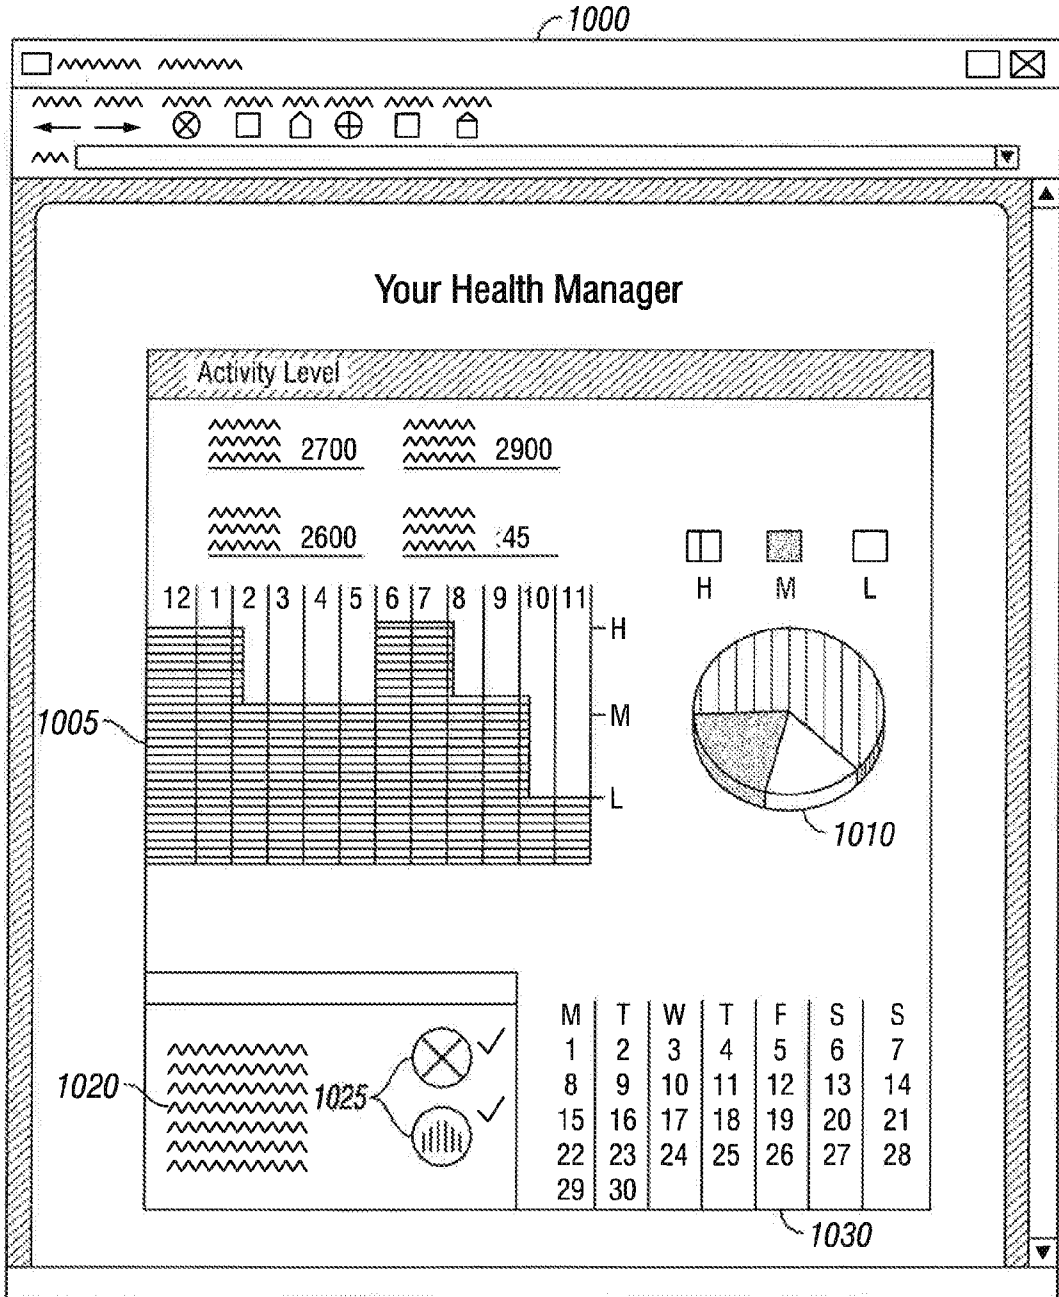 1000
Your Health Manager
Activity Level
2700 2900
2600 :45
H M L
12 1 2 3 4 5 6 7 8 9 10 11
H
M
L
1005
1010
1020
1025
M T W T F S S
1 2 3 4 5 6 7
8 9 10 11 12 13 14
15 16 17 18 19 20 21
22 23 24 25 26 27 28
29 30
1030